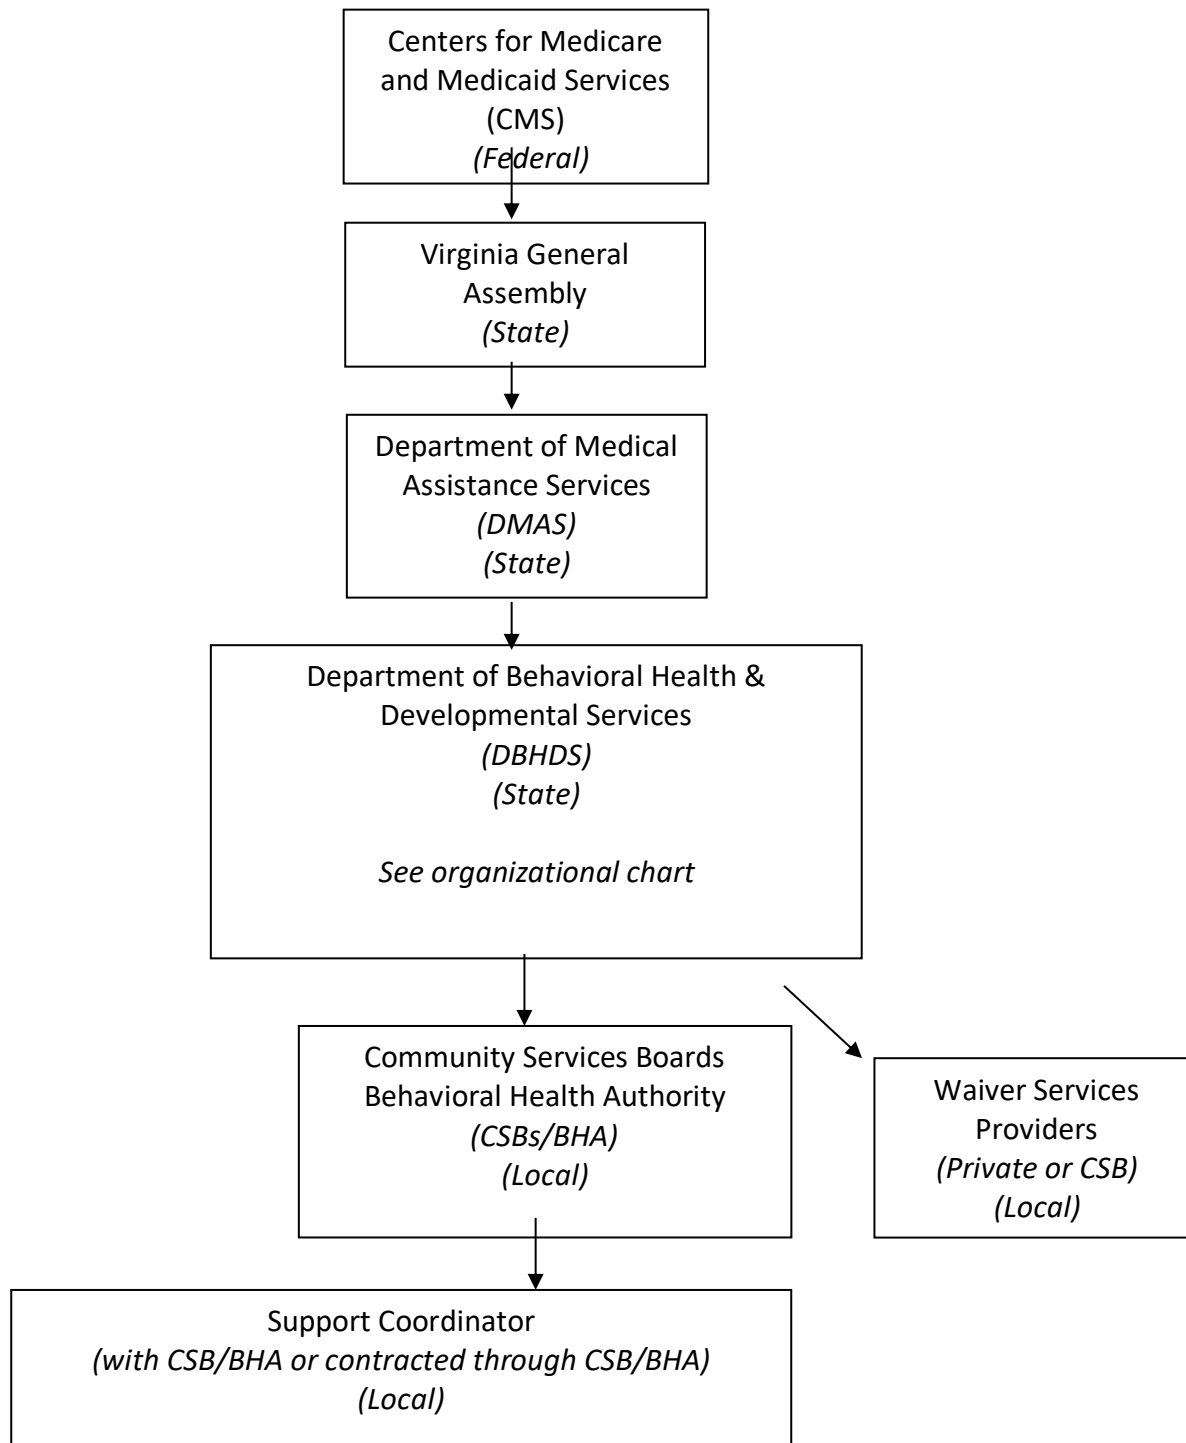 Centers for Medicare
and Medicaid Services
(CMS)
(Federal)
Virginia General
Assembly
(State)
Department of Medical
Assistance Services
(DMAS)
(State)
Department of Behavioral Health &
Developmental Services
(DBHDS)
(State)
See organizational chart
Community Services Boards
Behavioral Health Authority
(CSBs/BHA)
(Local)
Waiver Services
Providers
(Private or CSB)
(Local)
Support Coordinator
(with CSB/BHA or contracted through CSB/BHA)
(Local)